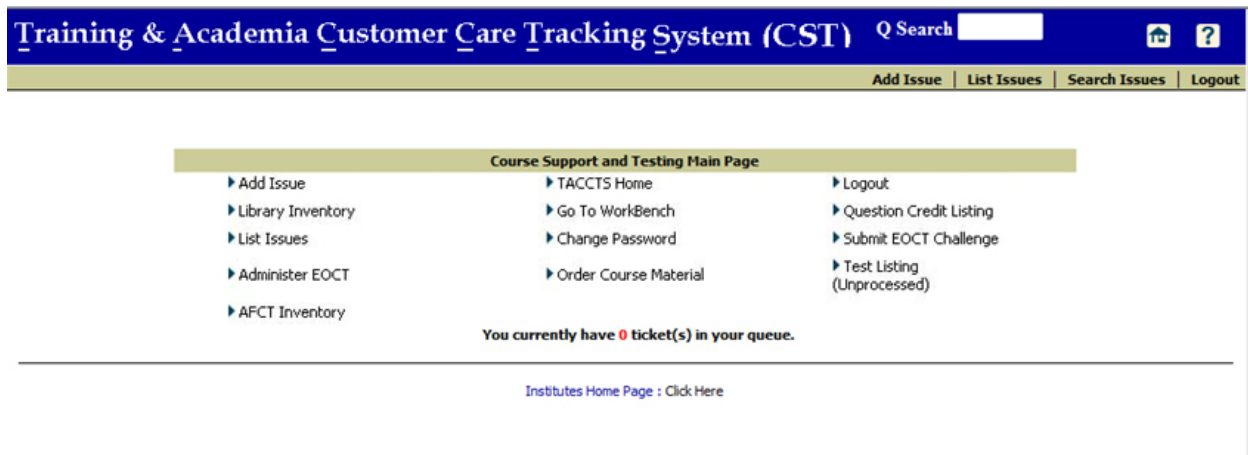 Training & Academia Customer Care Tracking System (CST) Q Search
Add Issue | List Issues | Search Issues | Logout
Course Support and Testing Main Page
Add Issue TACCTS Home Logout
Library Inventory Go To WorkBench Question Credit Listing
List Issues Change Password Submit EOCT Challenge
Administer EOCT Order Course Material Test Listing
(Unprocessed)
AFCT Inventory
You currently have 0 ticket(s) in your queue.
Institutes Home Page : Click Here